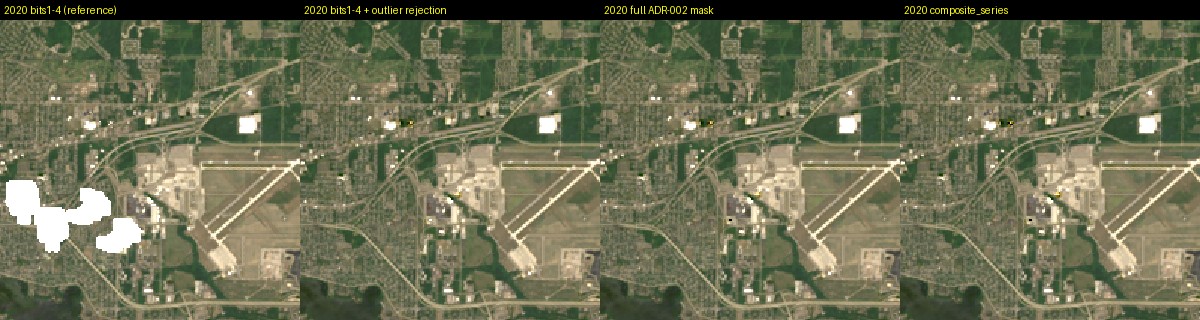 2020 bits1-4 (reference)
2020 bits1-4 + outlier rejection
2020 full ADR-002 mask
2020 composite_series